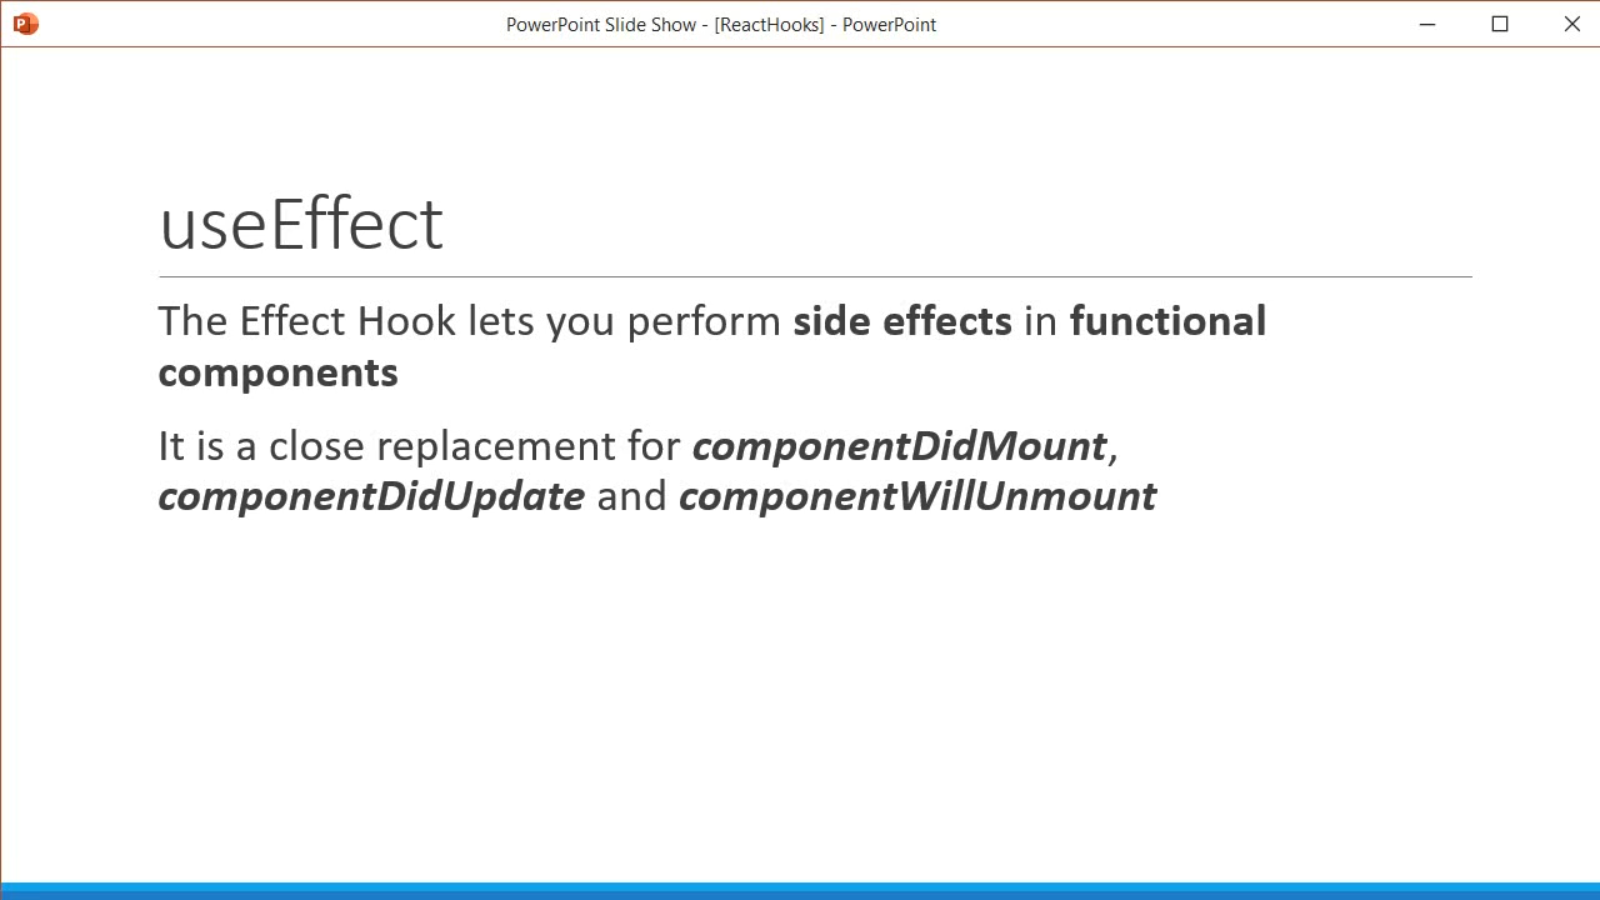 PowerPoint Slide Show - [ReactHooks] - PowerPoint
useEffect
The Effect Hook lets you perform side effects in functional
components
It is a close replacement for componentDidMount,
componentDidUpdate and componentWillUnmount